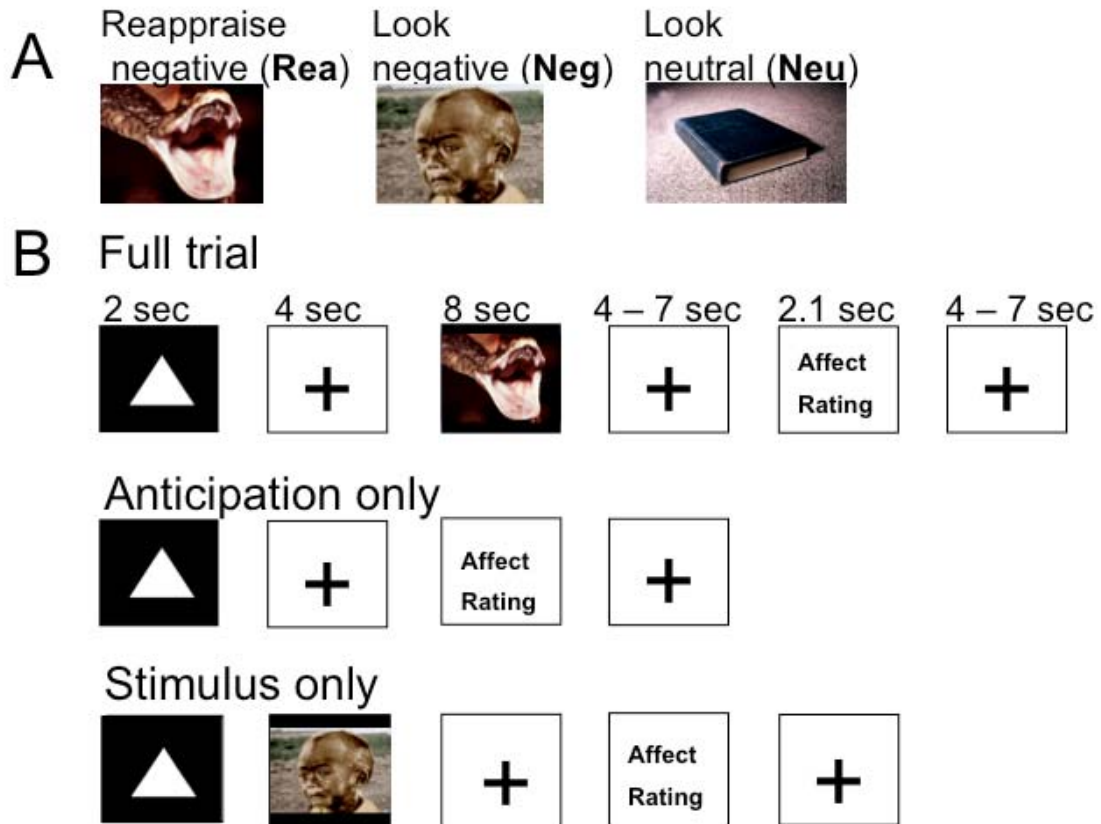 A
Reappraise
negative (Rea)
Look
negative (Neg)
Look
neutral (Neu)
B
Full trial
2 sec
4 sec
8 sec
4 – 7 sec
2.1 sec
4 – 7 sec
Affect
Rating
Anticipation only
Affect
Rating
Stimulus only
Affect
Rating